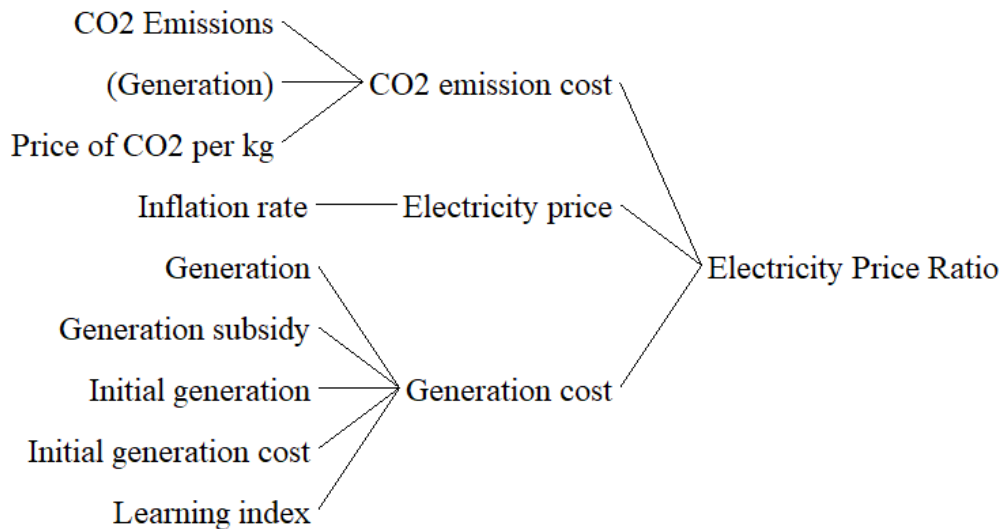 CO2 Emissions
(Generation)
CO2 emission cost
Price of CO2 per kg
Inflation rate
Electricity price
Generation
Electricity Price Ratio
Generation subsidy
Initial generation
Generation cost
Initial generation cost
Learning index